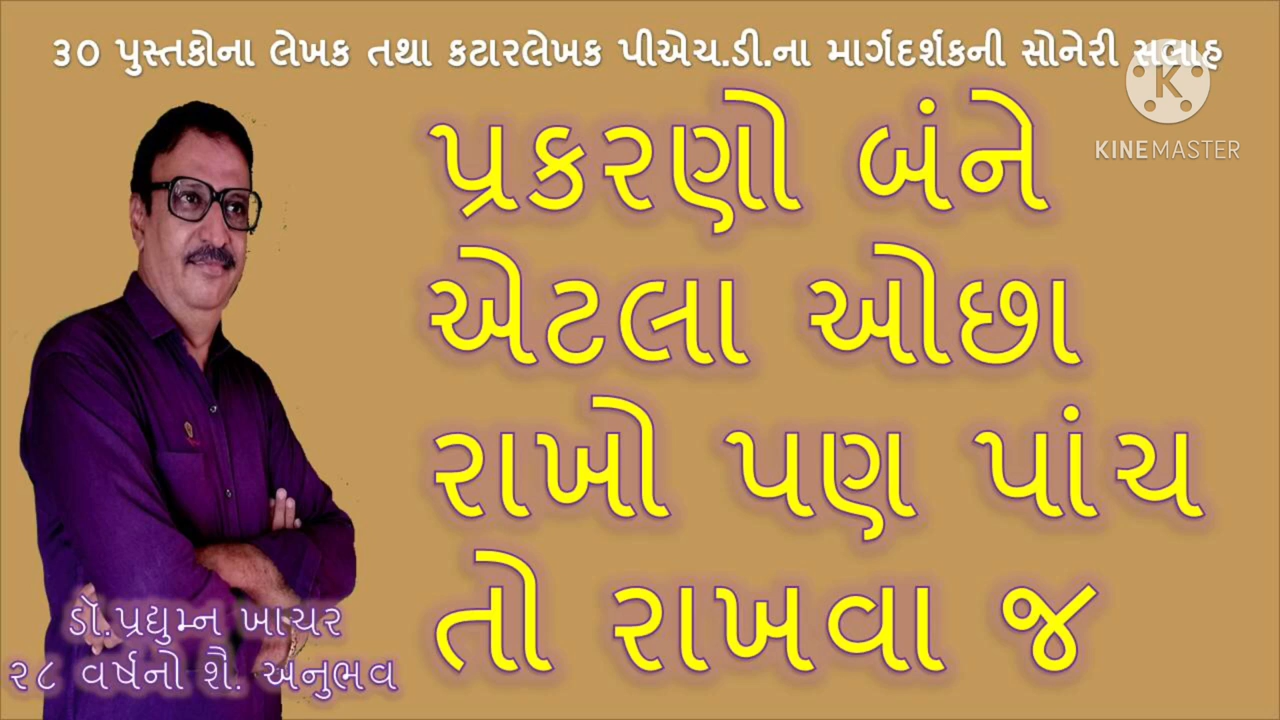 ૩૦ પુસ્તકોના લેખક તથા કટારલેખક પીએચ.ડી.ના માર્ગદર્શકની સોનેરી સલાહ
KINEMASTER
પ્રકરણો બંને
એટલા ઓછા
રાખો પણ પાંચ
તો રાખવા જ
ડૉ.પ્રદ્યુમ્ન ખાચર
૨૮ વર્ષનો શૈ. અનુભવ